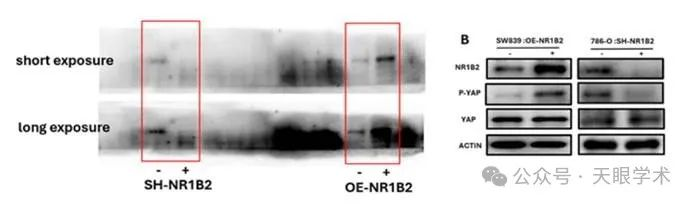 short exposure
long exposure
- +
- +
SH-NR1B2
OE-NR1B2
B
SW839 :OE-NR1B2
786-O :SH-NR1B2
- +
- +
NR1B2
P-YAP
YAP
ACTIN
公众号 · 天眼学术